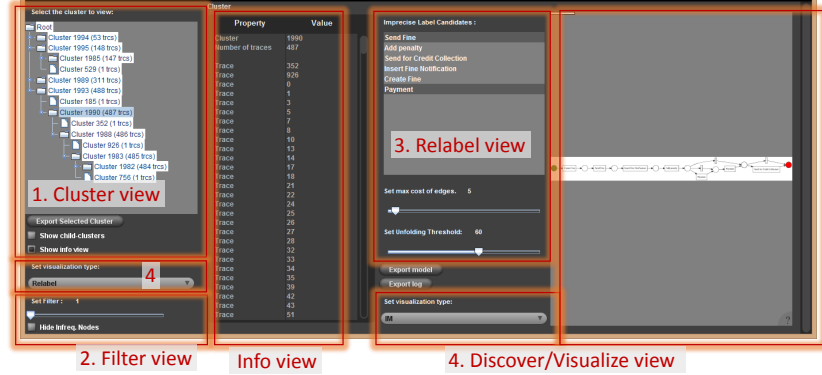 Select the cluster to view:
Root
Cluster 1994 (53 trcs)
Cluster 1995 (148 trcs)
Cluster 1985 (147 trcs)
Cluster 529 (1 trcs)
Cluster 1989 (311 trcs)
Cluster 1993 (488 trcs)
Cluster 185 (1 trcs)
Cluster 1990 (487 trcs)
Cluster 352 (1 trcs)
Cluster 1988 (486 trcs)
Cluster 926 (1 trcs)
Cluster 1983 (485 trcs)
Cluster 1982 (484 trcs)
Cluster 756 (1 trcs)
1. Cluster view
Export Selected Cluster
Show child-clusters
Show info view
Set visualization type:
4
Relabel
Set Filter : 1
Hide Infreq. Nodes
2. Filter view
Cluster
Property Value
Cluster 1990
Number of traces 487
Trace 352
Trace 926
Trace 0
Trace 1
Trace 3
Trace 5
Trace 7
Trace 8
Trace 10
Trace 13
Trace 14
Trace 17
Trace 18
Trace 21
Trace 22
Trace 24
Trace 25
Trace 26
Trace 27
Trace 28
Trace 32
Trace 33
Trace 34
Trace 35
Trace 39
Trace 42
Trace 43
Trace 51
Info view
Imprecise Label Candidates :
Send Fine
Add penalty
Send for Credit Collection
Insert Fine Notification
Create Fine
Payment
3. Relabel view
Set max cost of edges. 5
Set Unfolding Threshold: 60
Export model
Export log
Set visualization type:
IM
4. Discover/Visualize view
?